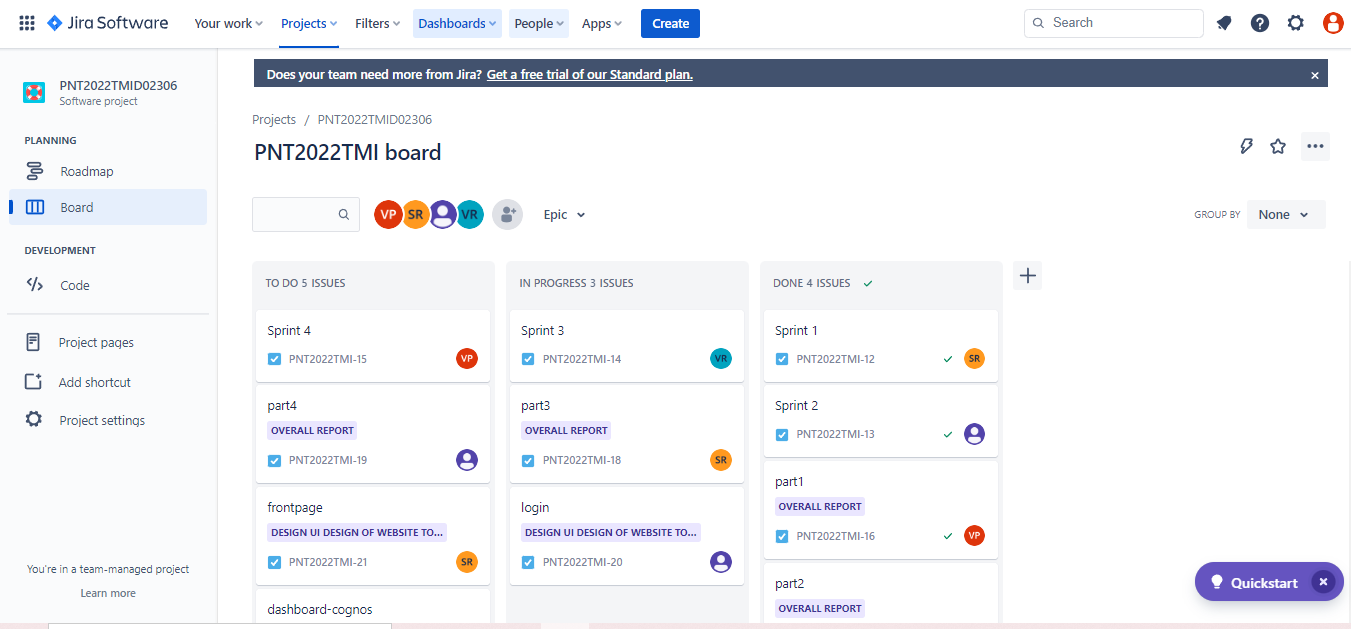 Jira Software
Your work
Projects
Filters
Dashboards
People
Apps
Create
Search
PNT2022TMID02306
Software project
PLANNING
Roadmap
Board
DEVELOPMENT
Code
Project pages
Add shortcut
Project settings
You're in a team-managed project
Learn more
Does your team need more from Jira? Get a free trial of our Standard plan.
Projects / PNT2022TMID02306
PNT2022TMI board
VP SR VR
Epic
GROUP BY None
TO DO 5 ISSUES
Sprint 4
PNT2022TMI-15 VP
part4
OVERALL REPORT
PNT2022TMI-19
frontpage
DESIGN UI DESIGN OF WEBSITE TO...
PNT2022TMI-21 SR
dashboard-cognos
IN PROGRESS 3 ISSUES
Sprint 3
PNT2022TMI-14 VR
part3
OVERALL REPORT
PNT2022TMI-18 SR
login
DESIGN UI DESIGN OF WEBSITE TO...
PNT2022TMI-20
DONE 4 ISSUES
Sprint 1
PNT2022TMI-12 SR
Sprint 2
PNT2022TMI-13
part1
OVERALL REPORT
PNT2022TMI-16 VP
part2
OVERALL REPORT
Quickstart